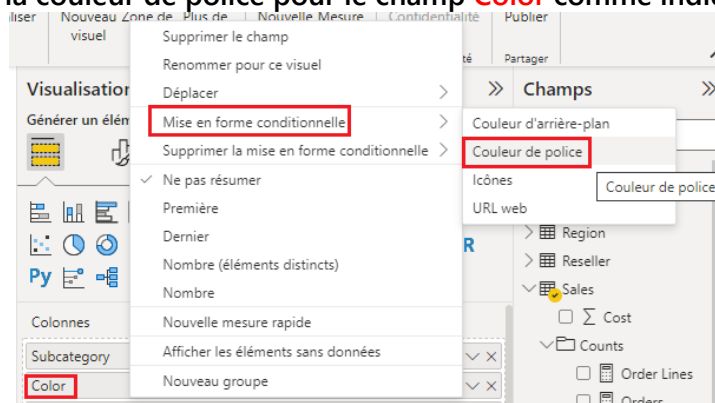 la couleur de police pour le champ Color comme indi
Nouveau Zone de Plus de Nouvelle Mesure Confidentialité Publier
visuel
Partager
Supprimer le champ
Renommer pour ce visuel
Déplacer
Mise en forme conditionnelle
Supprimer la mise en forme conditionnelle
Ne pas résumer
Première
Dernier
Nombre (éléments distincts)
Nombre
Nouvelle mesure rapide
Afficher les éléments sans données
Nouveau groupe
Couleur d'arrière-plan
Couleur de police
Icônes
URL web
Couleur de police
Visualisation
Générer un élém
Py
R
Colonnes
Subcategory
Color
Champs
Region
Reseller
Sales
Cost
Counts
Order Lines
Orders